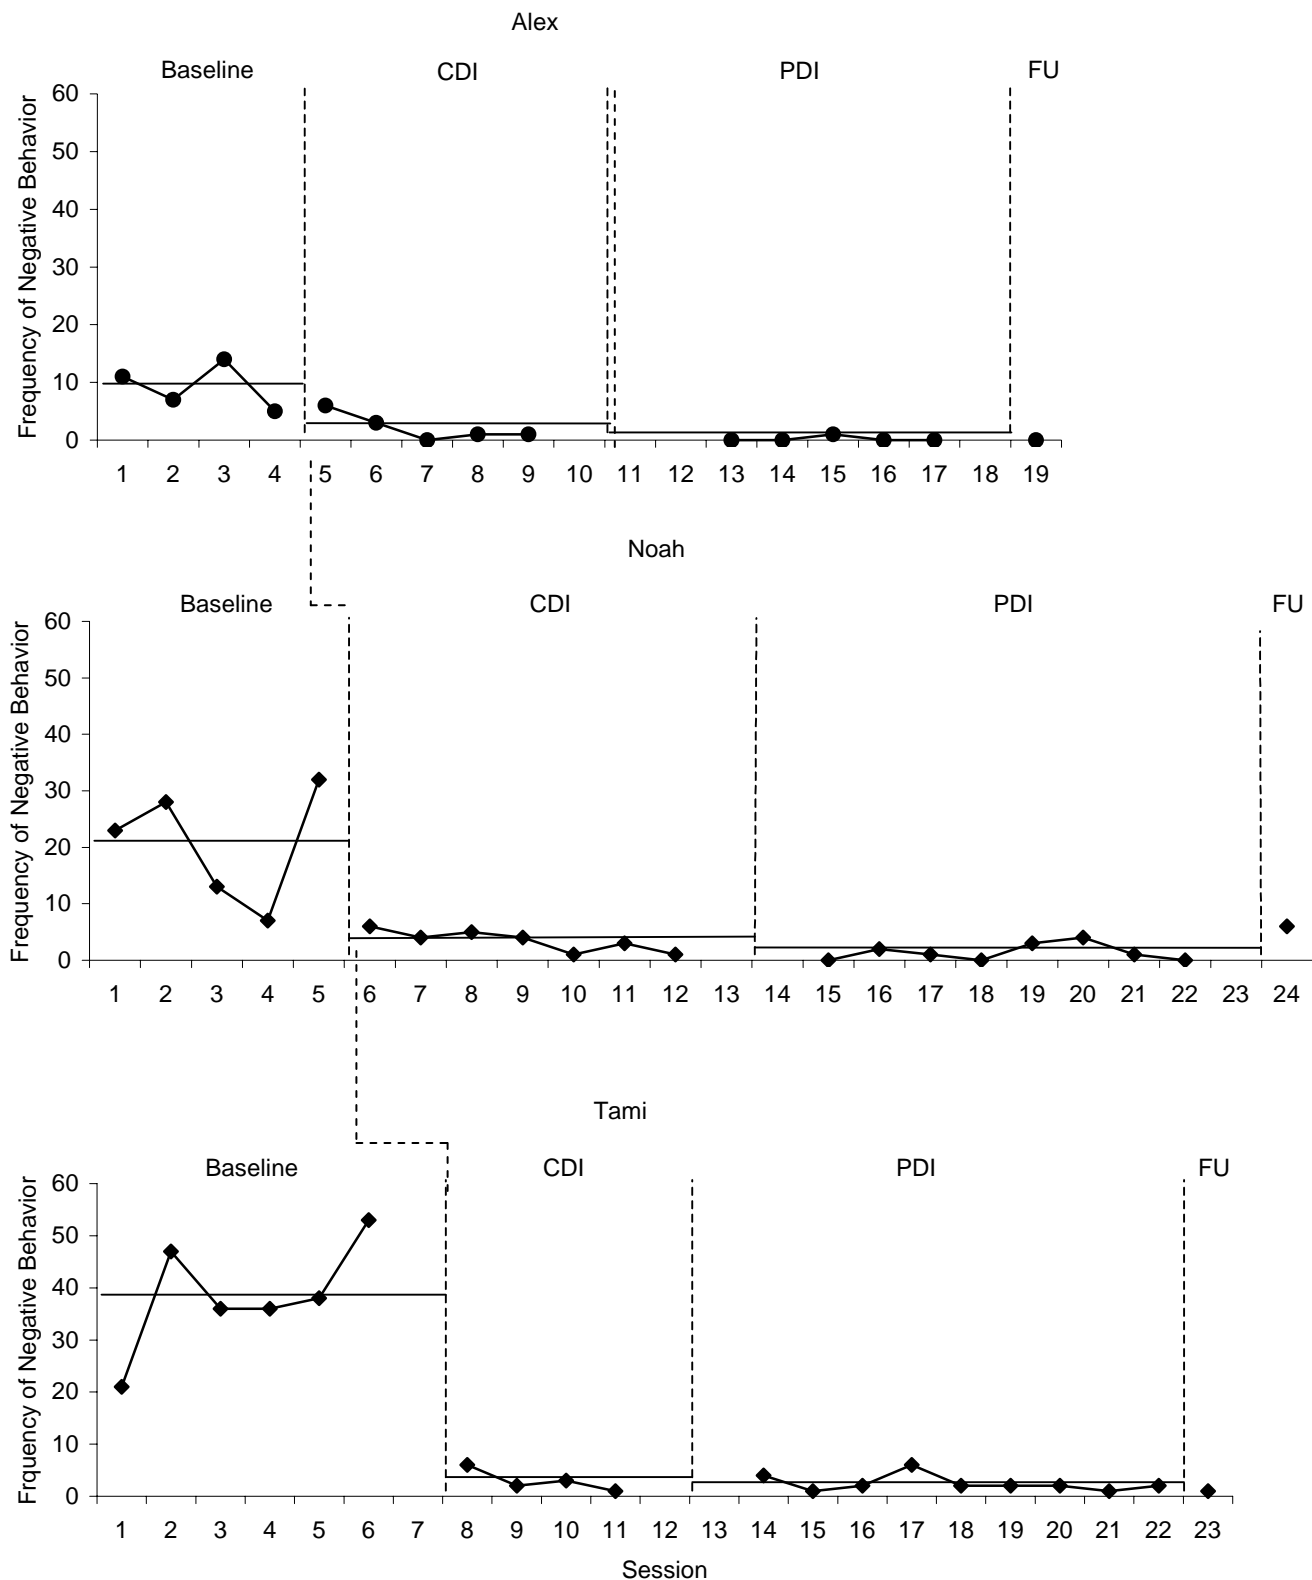 Alex
Baseline CDI PDI FU
Frequency of Negative Behavior
60
50
40
30
20
10
0
1 2 3 4 5 6 7 8 9 10 11 12 13 14 15 16 17 18 19
Noah
Baseline CDI PDI FU
Frequency of Negative Behavior
60
50
40
30
20
10
0
1 2 3 4 5 6 7 8 9 10 11 12 13 14 15 16 17 18 19 20 21 22 23 24
Tami
Baseline CDI PDI FU
Frquency of Negative Behavior
60
50
40
30
20
10
0
1 2 3 4 5 6 7 8 9 10 11 12 13 14 15 16 17 18 19 20 21 22 23
Session